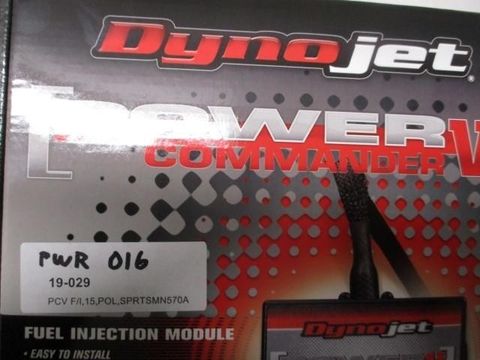 Dynojet
POWER
COMMANDER V
PWR 016
19-029
PCV F/I,15,POL,SPRTSMN570A
FUEL INJECTION MODULE
• EASY TO INSTALL
Dynojet